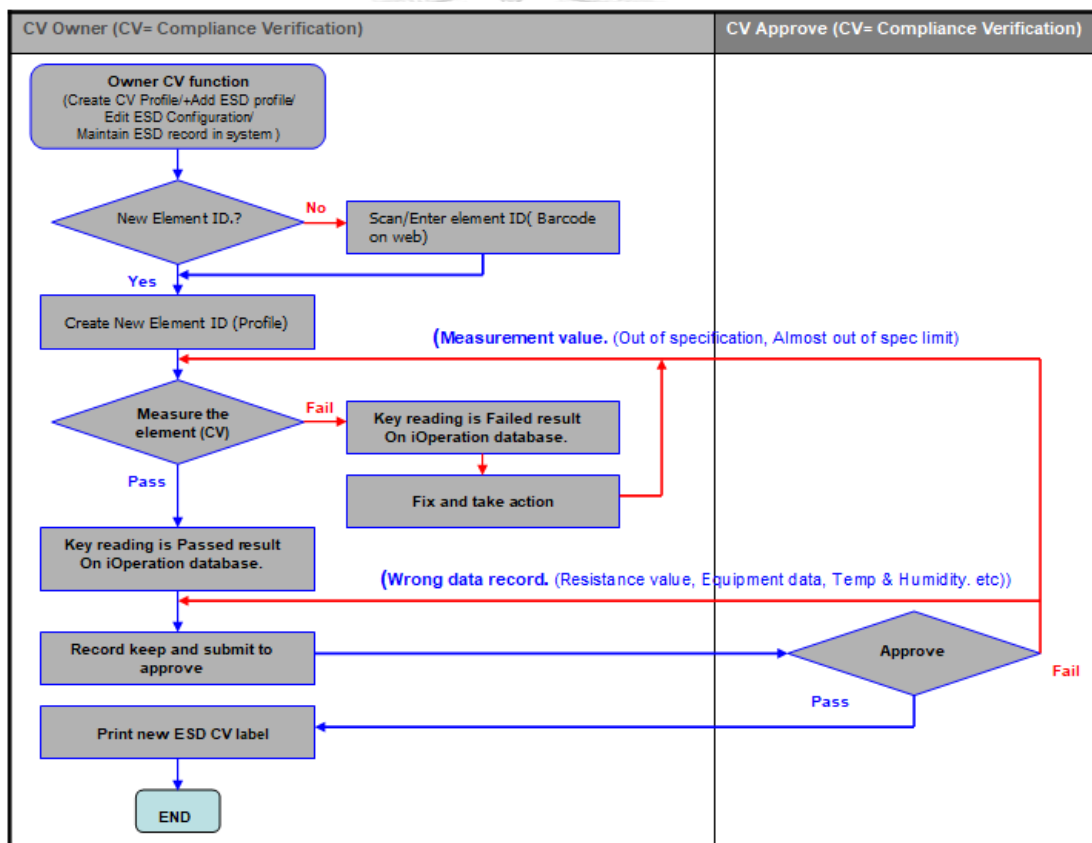 CV Owner (CV= Compliance Verification)
CV Approve (CV= Compliance Verification)
Owner CV function
(Create CV Profile/+Add ESD profile/
Edit ESD Configuration/
Maintain ESD record in system )
New Element ID.?
No
Scan/Enter element ID( Barcode
on web)
Yes
Create New Element ID (Profile)
(Measurement value. (Out of specification, Almost out of spec limit)
Measure the
element (CV)
Fail
Key reading is Failed result
On iOperation database.
Pass
Fix and take action
Key reading is Passed result
On iOperation database.
(Wrong data record. (Resistance value, Equipment data, Temp & Humidity. etc))
Record keep and submit to
approve
Approve
Fail
Pass
Print new ESD CV label
END